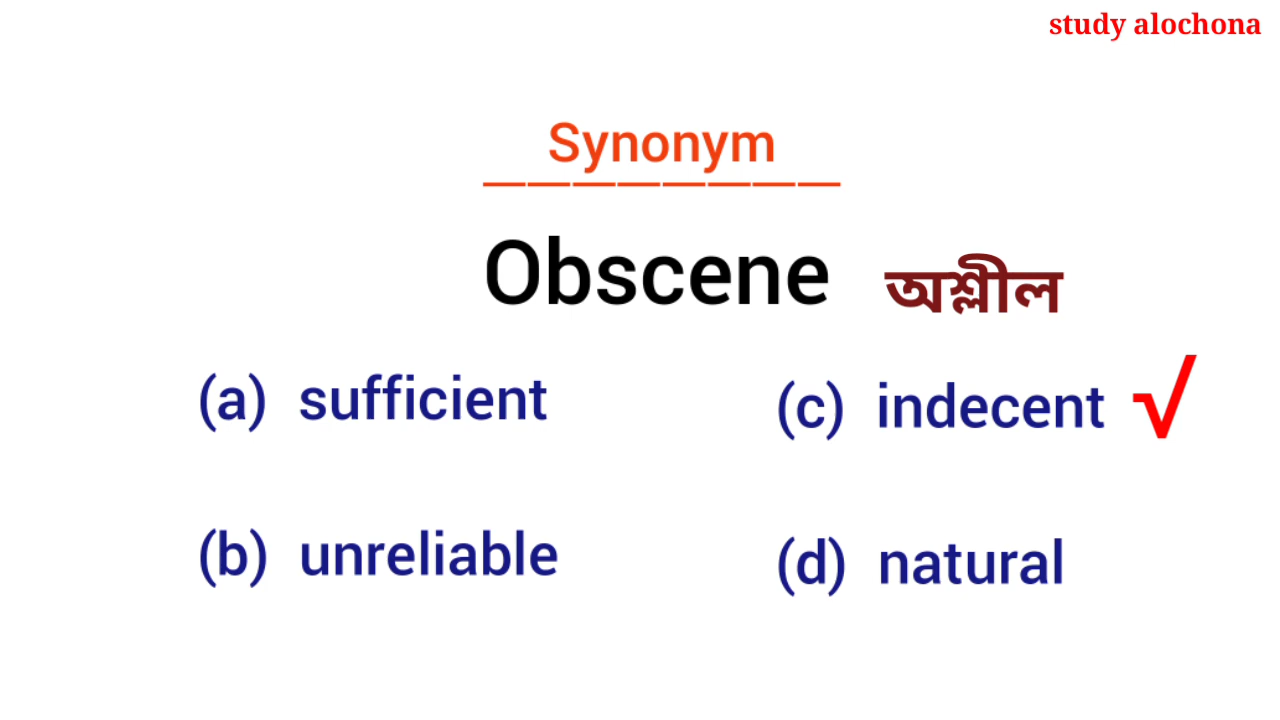 study alochona
Synonym
————————
Obscene অশ্লীল
(a) sufficient
(c) indecent √
(b) unreliable
(d) natural